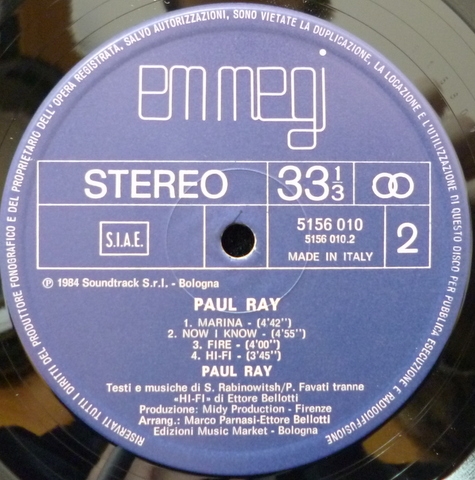 RISERVATI TUTTI I DIRITTI DEL PRODUTTORE FONOGRAFICO E DEL PROPRIETARIO DELL'OPERA REGISTRATA. SALVO AUTORIZZAZIONI, SONO VIETATE LA DUPLICAZIONE, LA LOCAZIONE E L'UTILIZZAZIONE DI QUESTO DISCO PER PUBBLICA ESECUZIONE E RADIODIFFUSIONE
emmegi
STEREO
33 1/3
S.I.A.E.
5156 010
5156 010.2
MADE IN ITALY
2
℗ 1984 Soundtrack S.r.l. - Bologna
PAUL RAY
1. MARINA - (4'42")
2. NOW I KNOW - (4'55")
3. FIRE - (4'00")
4. HI-FI - (3'45")
PAUL RAY
Testi e musiche di S. Rabinowitsh/P. Favati tranne
«HI-FI» di Ettore Bellotti
Produzione: Midy Production - Firenze
Arrang.: Marco Parnasi-Ettore Bellotti
Edizioni Music Market - Bologna